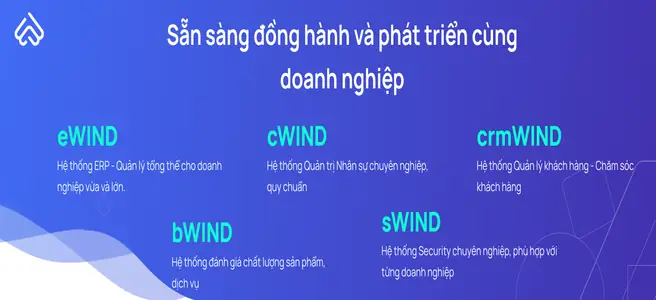 Sẵn sàng đồng hành và phát triển cùng
doanh nghiệp
eWIND
Hệ thống ERP - Quản lý tổng thể cho doanh
nghiệp vừa và lớn.
cWIND
Hệ thống Quản trị Nhân sự chuyên nghiệp,
quy chuẩn
crmWIND
Hệ thống Quản lý khách hàng - Chăm sóc
khách hàng
bWIND
Hệ thống đánh giá chất lượng sản phẩm,
dịch vụ
sWIND
Hệ thống Security chuyên nghiệp, phù hợp với
từng doanh nghiệp